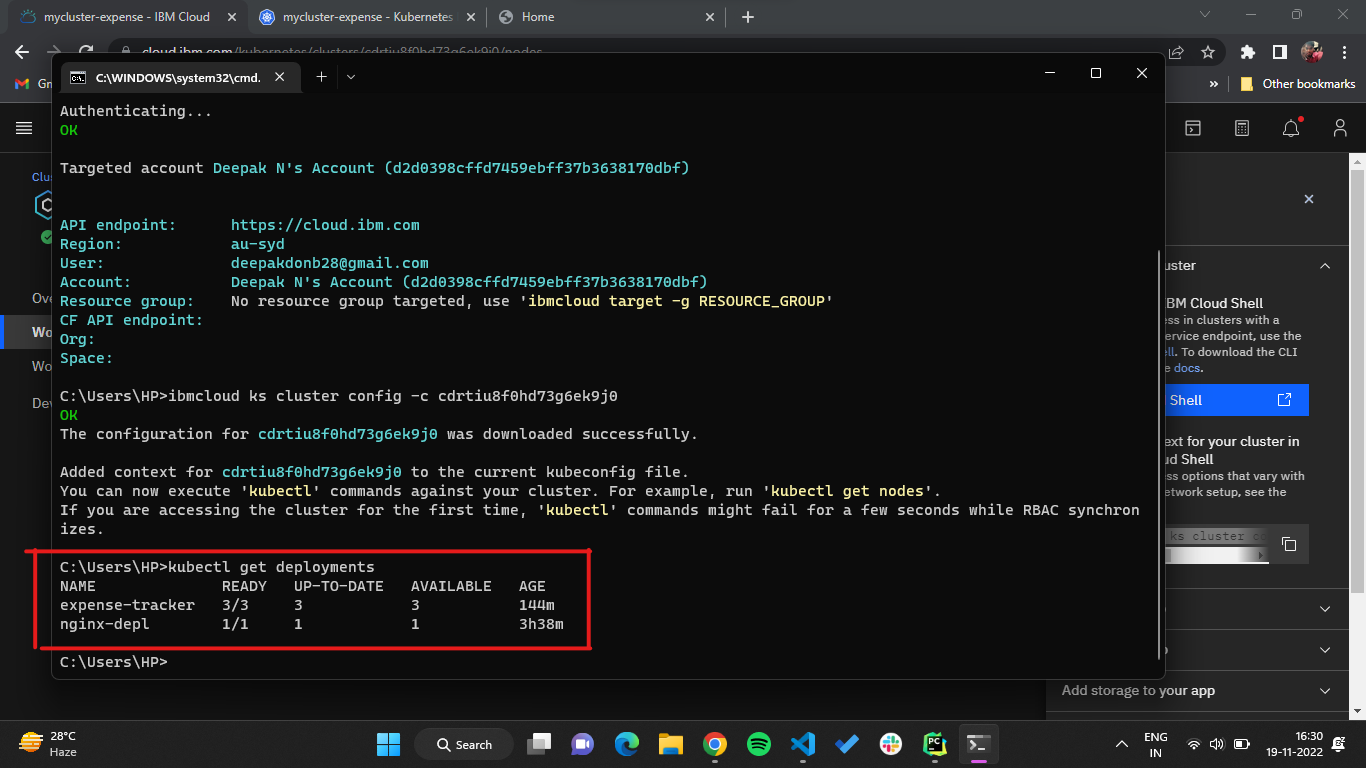 mycluster-expense - IBM Cloud
mycluster-expense - Kubernetes
Home
cloud.ibm.com/kubernetes/clusters/cdrtiu8f0hd73g6ek9j0/nodes
C:\WINDOWS\system32\cmd.
Other bookmarks
Authenticating...
OK
Targeted account Deepak N's Account (d2d0398cffd7459ebff37b3638170dbf)
API endpoint: https://cloud.ibm.com
Region: au-syd
User: deepakdonb28@gmail.com
Account: Deepak N's Account (d2d0398cffd7459ebff37b3638170dbf)
Resource group: No resource group targeted, use 'ibmcloud target -g RESOURCE_GROUP'
CF API endpoint:
Org:
Space:
C:\Users\HP>ibmcloud ks cluster config -c cdrtiu8f0hd73g6ek9j0
OK
The configuration for cdrtiu8f0hd73g6ek9j0 was downloaded successfully.
Added context for cdrtiu8f0hd73g6ek9j0 to the current kubeconfig file.
You can now execute 'kubectl' commands against your cluster. For example, run 'kubectl get nodes'.
If you are accessing the cluster for the first time, 'kubectl' commands might fail for a few seconds while RBAC synchron
izes.
C:\Users\HP>kubectl get deployments
NAME READY UP-TO-DATE AVAILABLE AGE
expense-tracker 3/3 3 3 144m
nginx-depl 1/1 1 1 3h38m
C:\Users\HP>
uster
IBM Cloud Shell
ess in clusters with a
ervice endpoint, use the
ell. To download the CLI
e docs.
Shell
ext for your cluster in
ud Shell
ess options that vary with
etwork setup, see the
ks cluster
Add storage to your app
28°C
Haze
Search
ENG
IN
16:30
19-11-2022